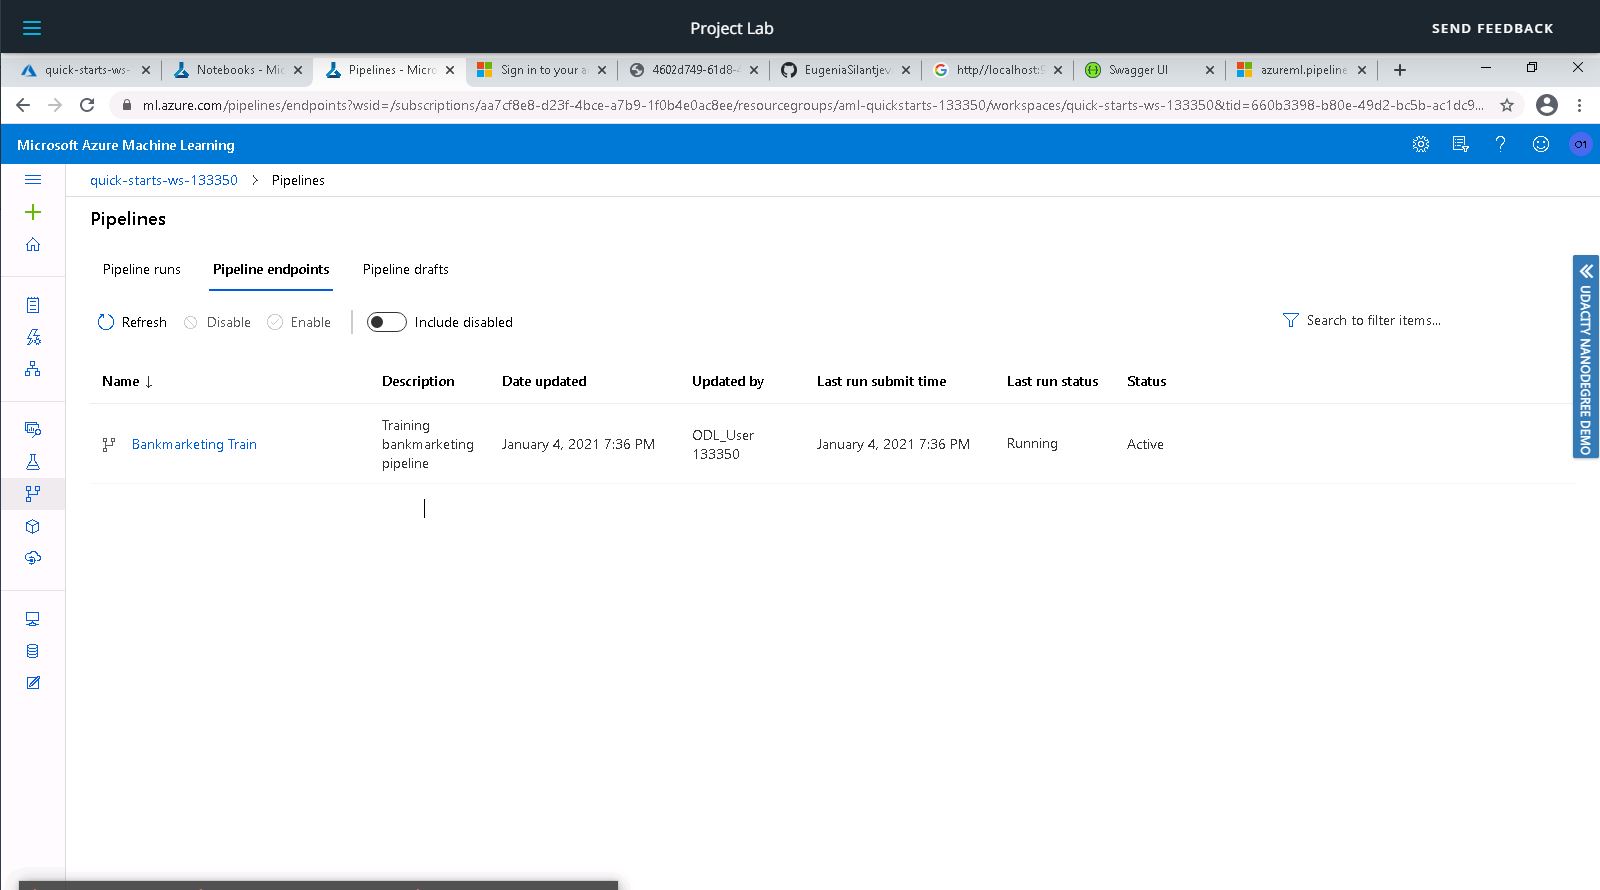 Project Lab
SEND FEEDBACK
quick-starts-ws-
Notebooks - Mic
Pipelines - Micro
Sign in to your a
4602d749-61d8-4
EugeniaSilantjev
http//localhost:9
Swagger UI
azureml.pipeline
ml.azure.com/pipelines/endpoints?wsid=/subscriptions/aa7cf8e8-d23f-4bce-a7b9-1f0b4e0ac8ee/resourcegroups/aml-quickstarts-133350/workspaces/quick-starts-ws-133350&tid=660b3398-b80e-49d2-bc5b-ac1dc9...
Microsoft Azure Machine Learning
O1
quick-starts-ws-133350 > Pipelines
Pipelines
Pipeline runs
Pipeline endpoints
Pipeline drafts
Refresh
Disable
Enable
Include disabled
Search to filter items...
UDACITY NANODEGREE DEMO
Name ↓
Description
Date updated
Updated by
Last run submit time
Last run status
Status
Bankmarketing Train
Training
bankmarketing
pipeline
January 4, 2021 7:36 PM
ODL_User
133350
January 4, 2021 7:36 PM
Running
Active